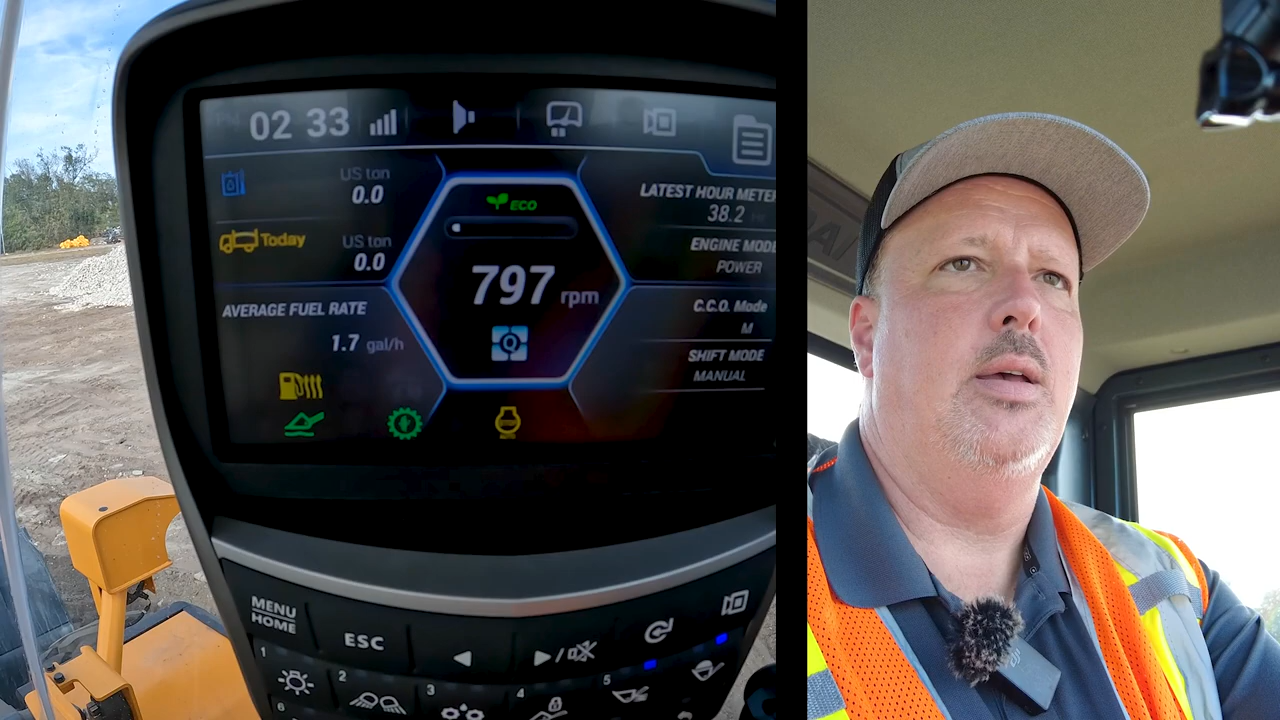 02 33
US ton
0.0
Today
US ton
0.0
AVERAGE FUEL RATE
1.7 gal/h
ECO
797 rpm
Q
LATEST HOUR METER
38.2 Hr
ENGINE MODE
POWER
C.C.O. Mode
M
SHIFT MODE
MANUAL
MENU
HOME
ESC
1
2
3
4
5
6